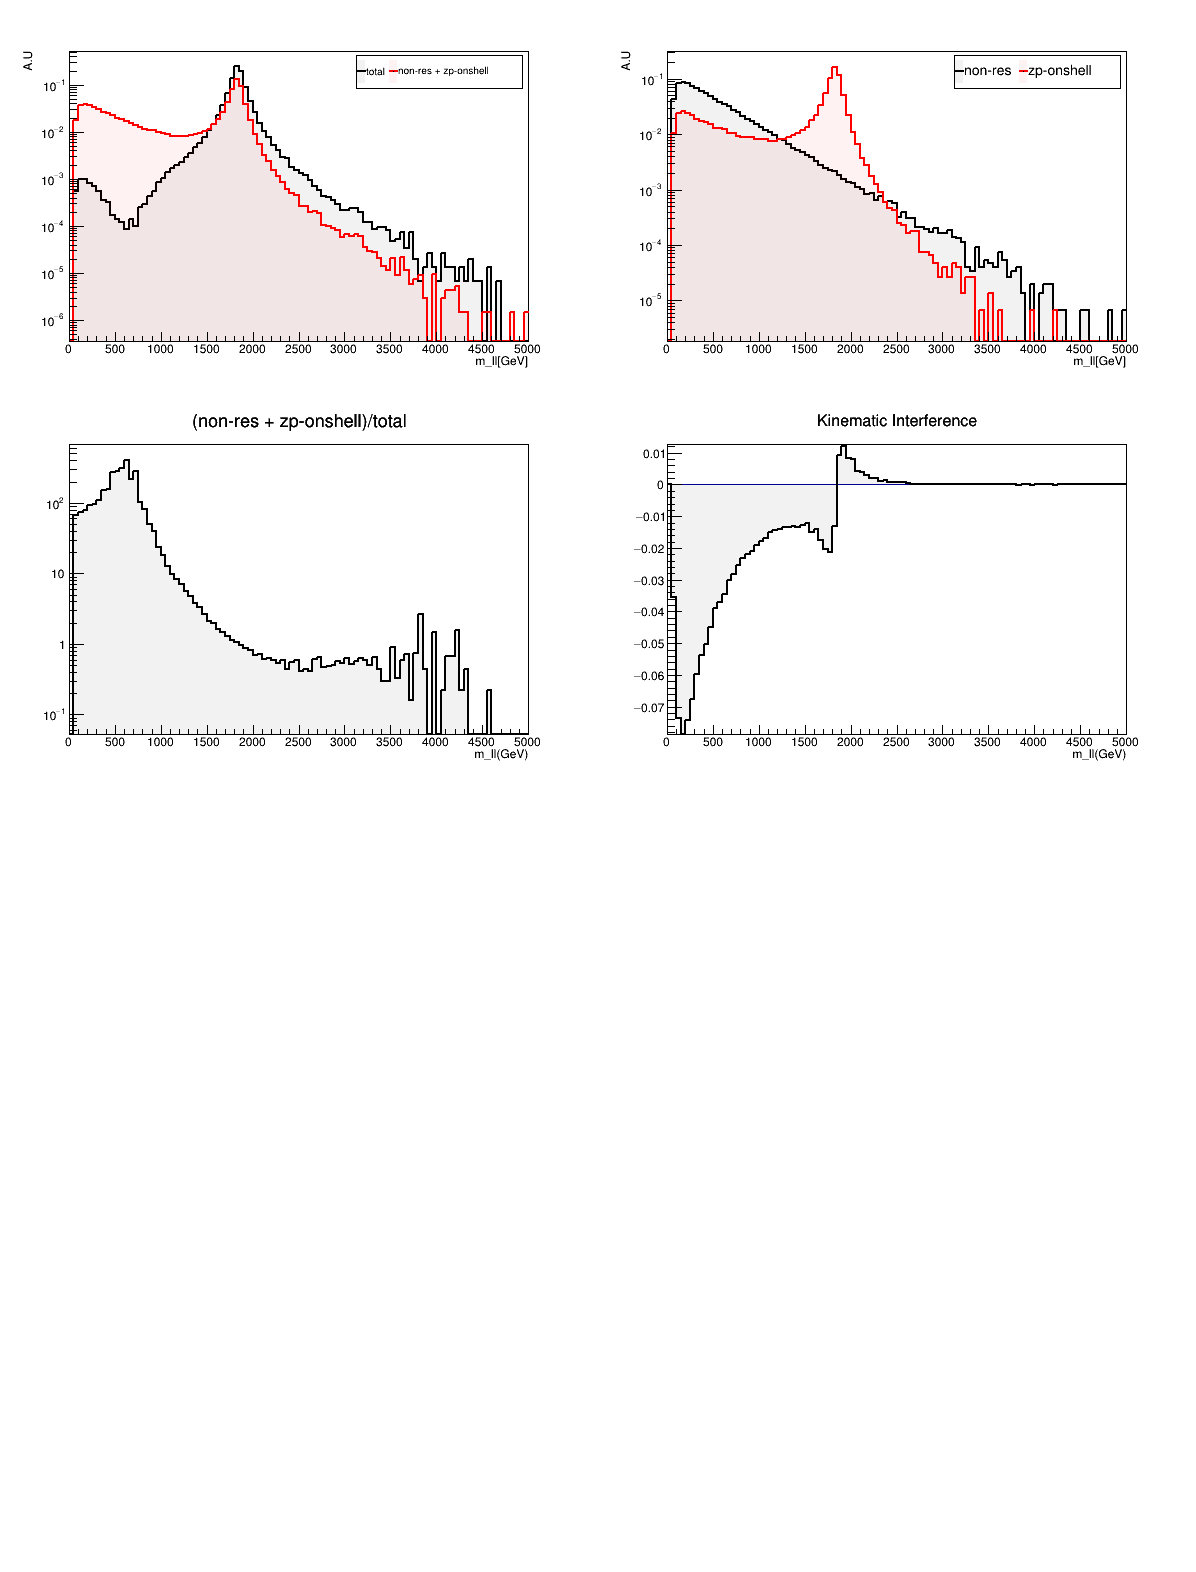 A.U
total non-res + zp-onshell
10⁻¹
10⁻²
10⁻³
10⁻⁴
10⁻⁵
10⁻⁶
0 500 1000 1500 2000 2500 3000 3500 4000 4500 5000
m_ll[GeV]
A.U
non-res zp-onshell
10⁻¹
10⁻²
10⁻³
10⁻⁴
10⁻⁵
0 500 1000 1500 2000 2500 3000 3500 4000 4500 5000
m_ll[GeV]
(non-res + zp-onshell)/total
10²
10
1
10⁻¹
0 500 1000 1500 2000 2500 3000 3500 4000 4500 5000
m_ll(GeV)
Kinematic Interference
0.01
0
−0.01
−0.02
−0.03
−0.04
−0.05
−0.06
−0.07
0 500 1000 1500 2000 2500 3000 3500 4000 4500 5000
m_ll(GeV)